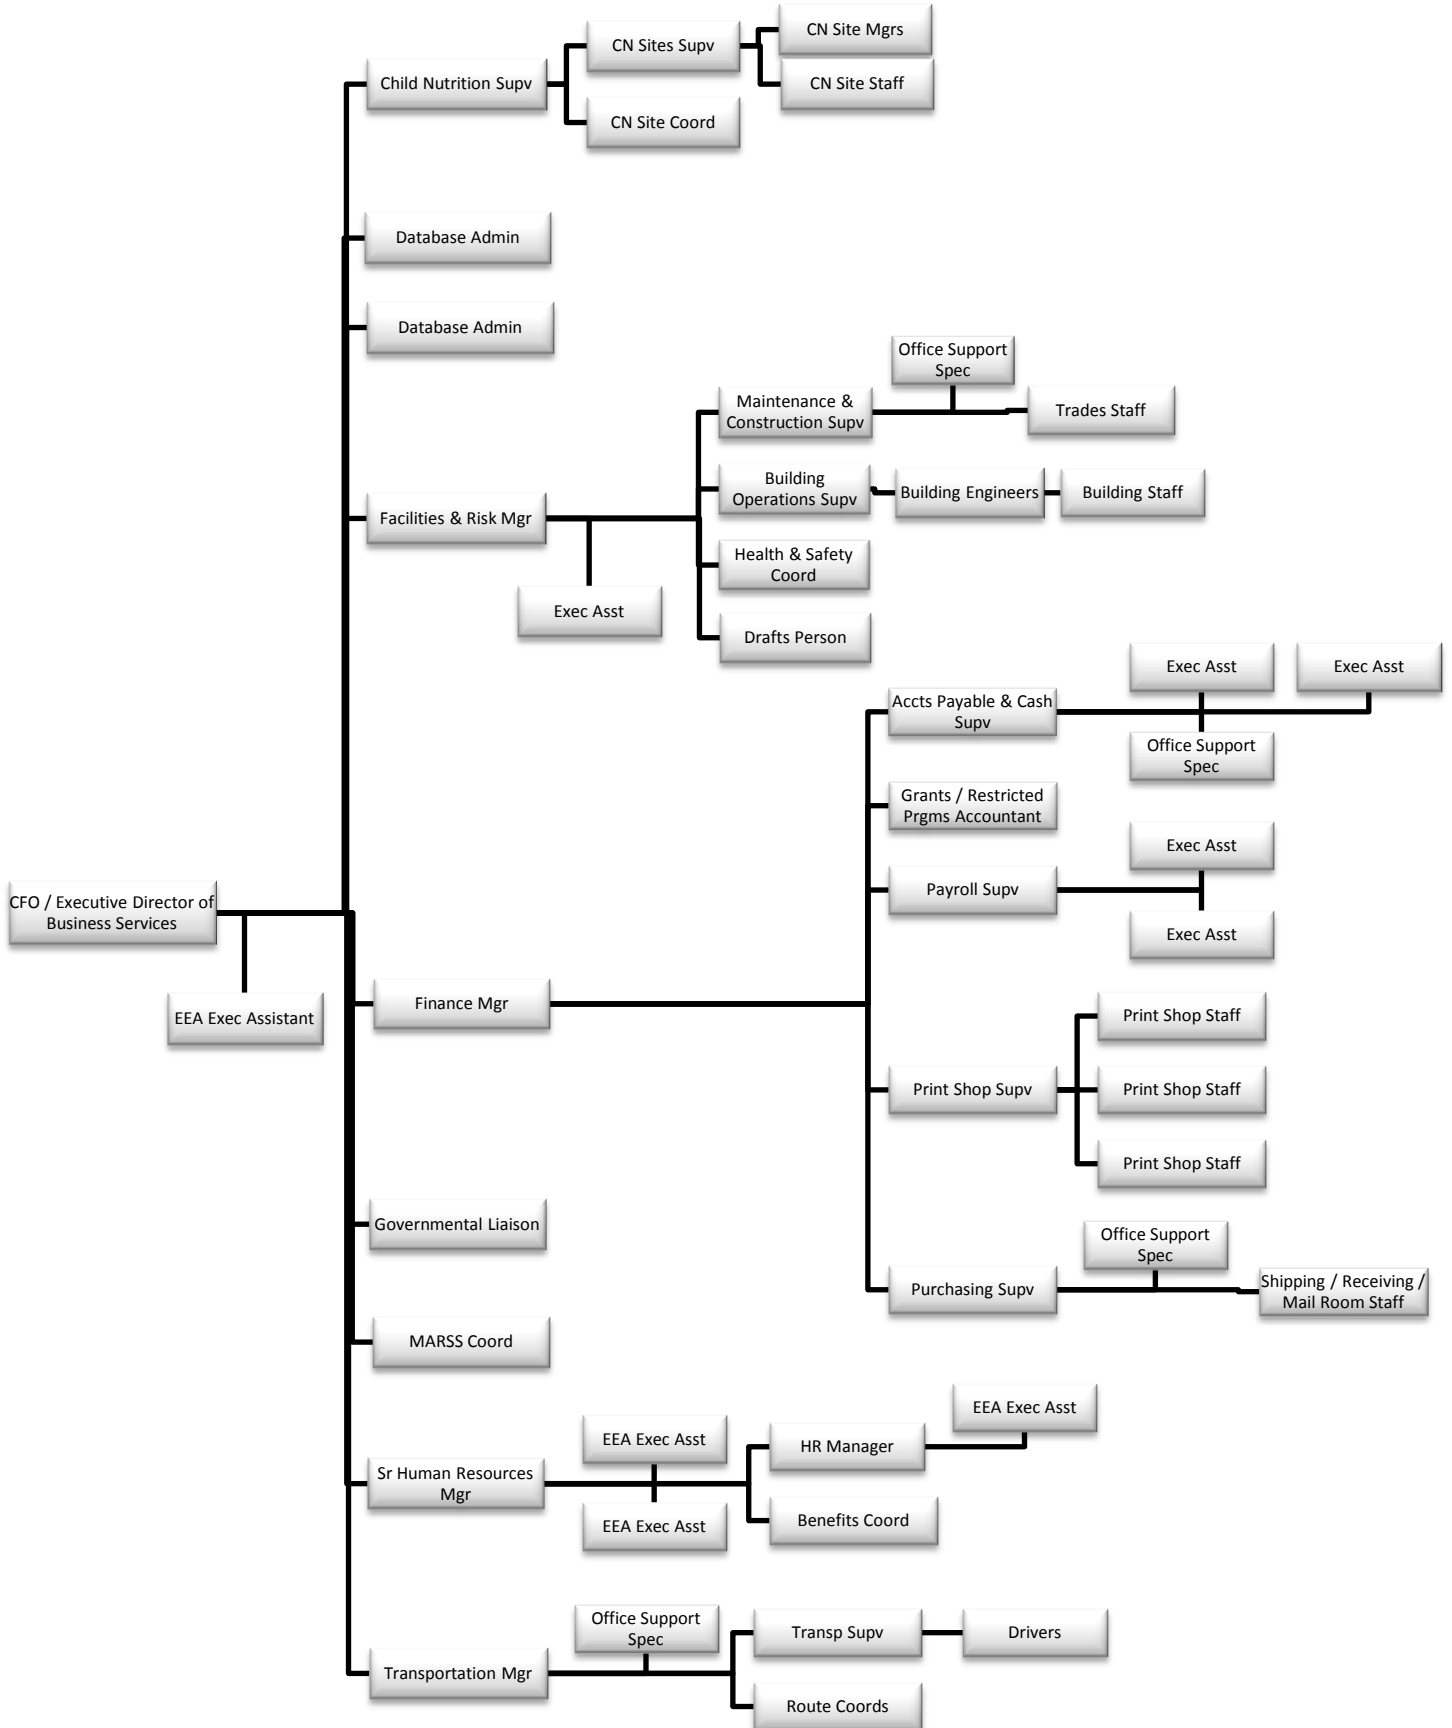 CN Site Mgrs
CN Sites Supv
Child Nutrition Supv
CN Site Staff
CN Site Coord
Database Admin
Database Admin
Office Support
Spec
Maintenance &
Construction Supv
Trades Staff
Building
Operations Supv
Building Engineers
Building Staff
Facilities & Risk Mgr
Health & Safety
Coord
Exec Asst
Drafts Person
Exec Asst
Exec Asst
Accts Payable & Cash
Supv
Office Support
Spec
Grants / Restricted
Prgms Accountant
Exec Asst
Payroll Supv
Exec Asst
CFO / Executive Director of
Business Services
EEA Exec Assistant
Finance Mgr
Print Shop Staff
Print Shop Supv
Print Shop Staff
Print Shop Staff
Governmental Liaison
Office Support
Spec
Purchasing Supv
Shipping / Receiving /
Mail Room Staff
MARSS Coord
EEA Exec Asst
EEA Exec Asst
HR Manager
Sr Human Resources
Mgr
EEA Exec Asst
Benefits Coord
Office Support
Spec
Transp Supv
Drivers
Transportation Mgr
Route Coords